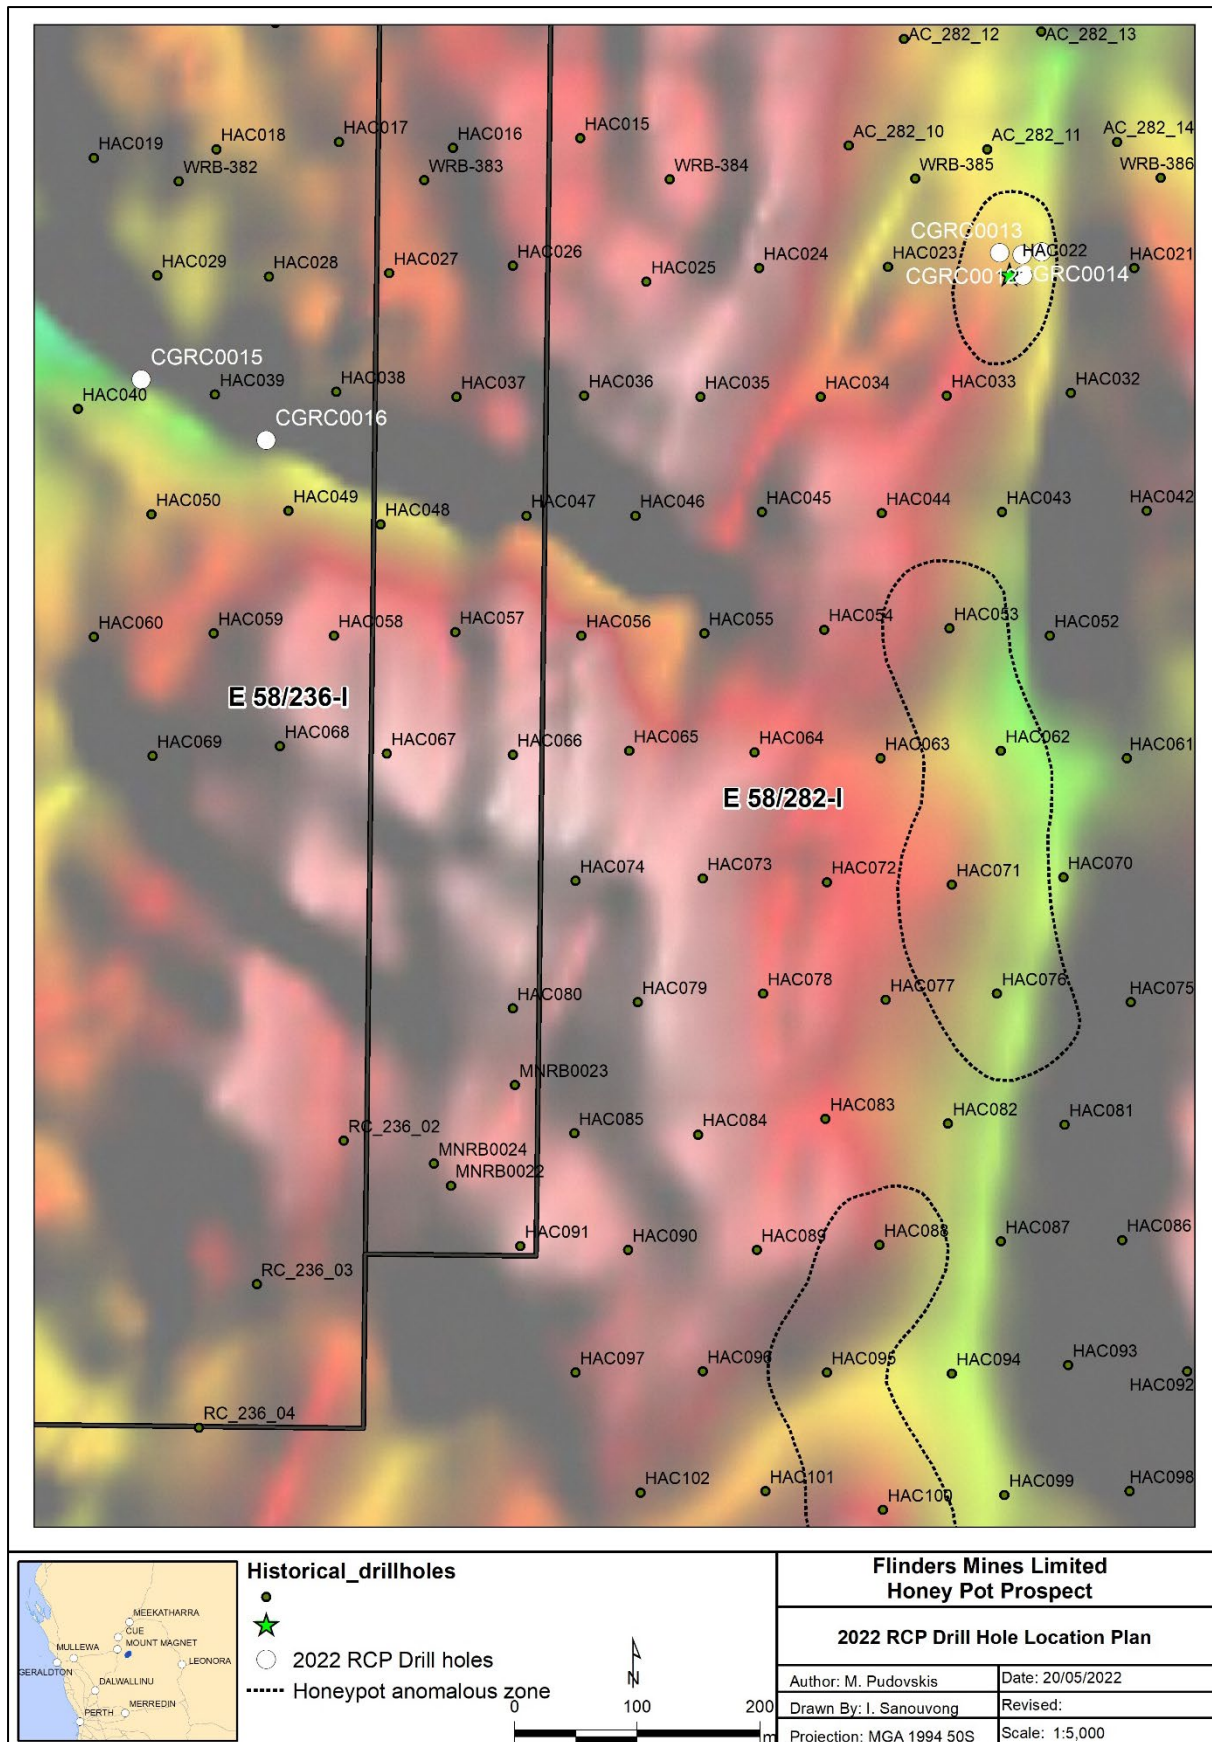 AC_282_12
AC_282_13
HAC019
HAC018
HAC017
HAC016
HAC015
AC_282_10
AC_282_11
AC_282_14
WRB-382
WRB-383
WRB-384
WRB-385
WRB-386
CGRC0013
HAC022
HAC029
HAC028
HAC027
HAC026
HAC025
HAC024
HAC023
HAC021
CGRC0012
CGRC0014
CGRC0015
HAC040
HAC039
HAC038
HAC037
HAC036
HAC035
HAC034
HAC033
HAC032
CGRC0016
HAC050
HAC049
HAC048
HAC047
HAC046
HAC045
HAC044
HAC043
HAC042
HAC060
HAC059
HAC058
HAC057
HAC056
HAC055
HAC054
HAC053
HAC052
E 58/236-I
HAC069
HAC068
HAC067
HAC066
HAC065
HAC064
HAC063
HAC062
HAC061
E 58/282-I
HAC074
HAC073
HAC072
HAC071
HAC070
HAC080
HAC079
HAC078
HAC077
HAC076
HAC075
MNRB0023
RC_236_02
HAC085
HAC084
HAC083
HAC082
HAC081
MNRB0024
MNRB0022
HAC091
HAC090
HAC089
HAC088
HAC087
HAC086
RC_236_03
HAC097
HAC096
HAC095
HAC094
HAC093
HAC092
RC_236_04
HAC102
HAC101
HAC100
HAC099
HAC098
MEEKATHARRA
CUE
MOUNT MAGNET
MULLEWA
GERALDTON
LEONORA
DALWALLINU
MERREDIN
PERTH
Historical_drillholes
2022 RCP Drill holes
Honeypot anomalous zone
N
0 100 200
m
Flinders Mines Limited
Honey Pot Prospect
2022 RCP Drill Hole Location Plan
Author: M. Pudovskis
Date: 20/05/2022
Drawn By: I. Sanouvong
Revised:
Projection: MGA 1994 50S
Scale: 1:5,000